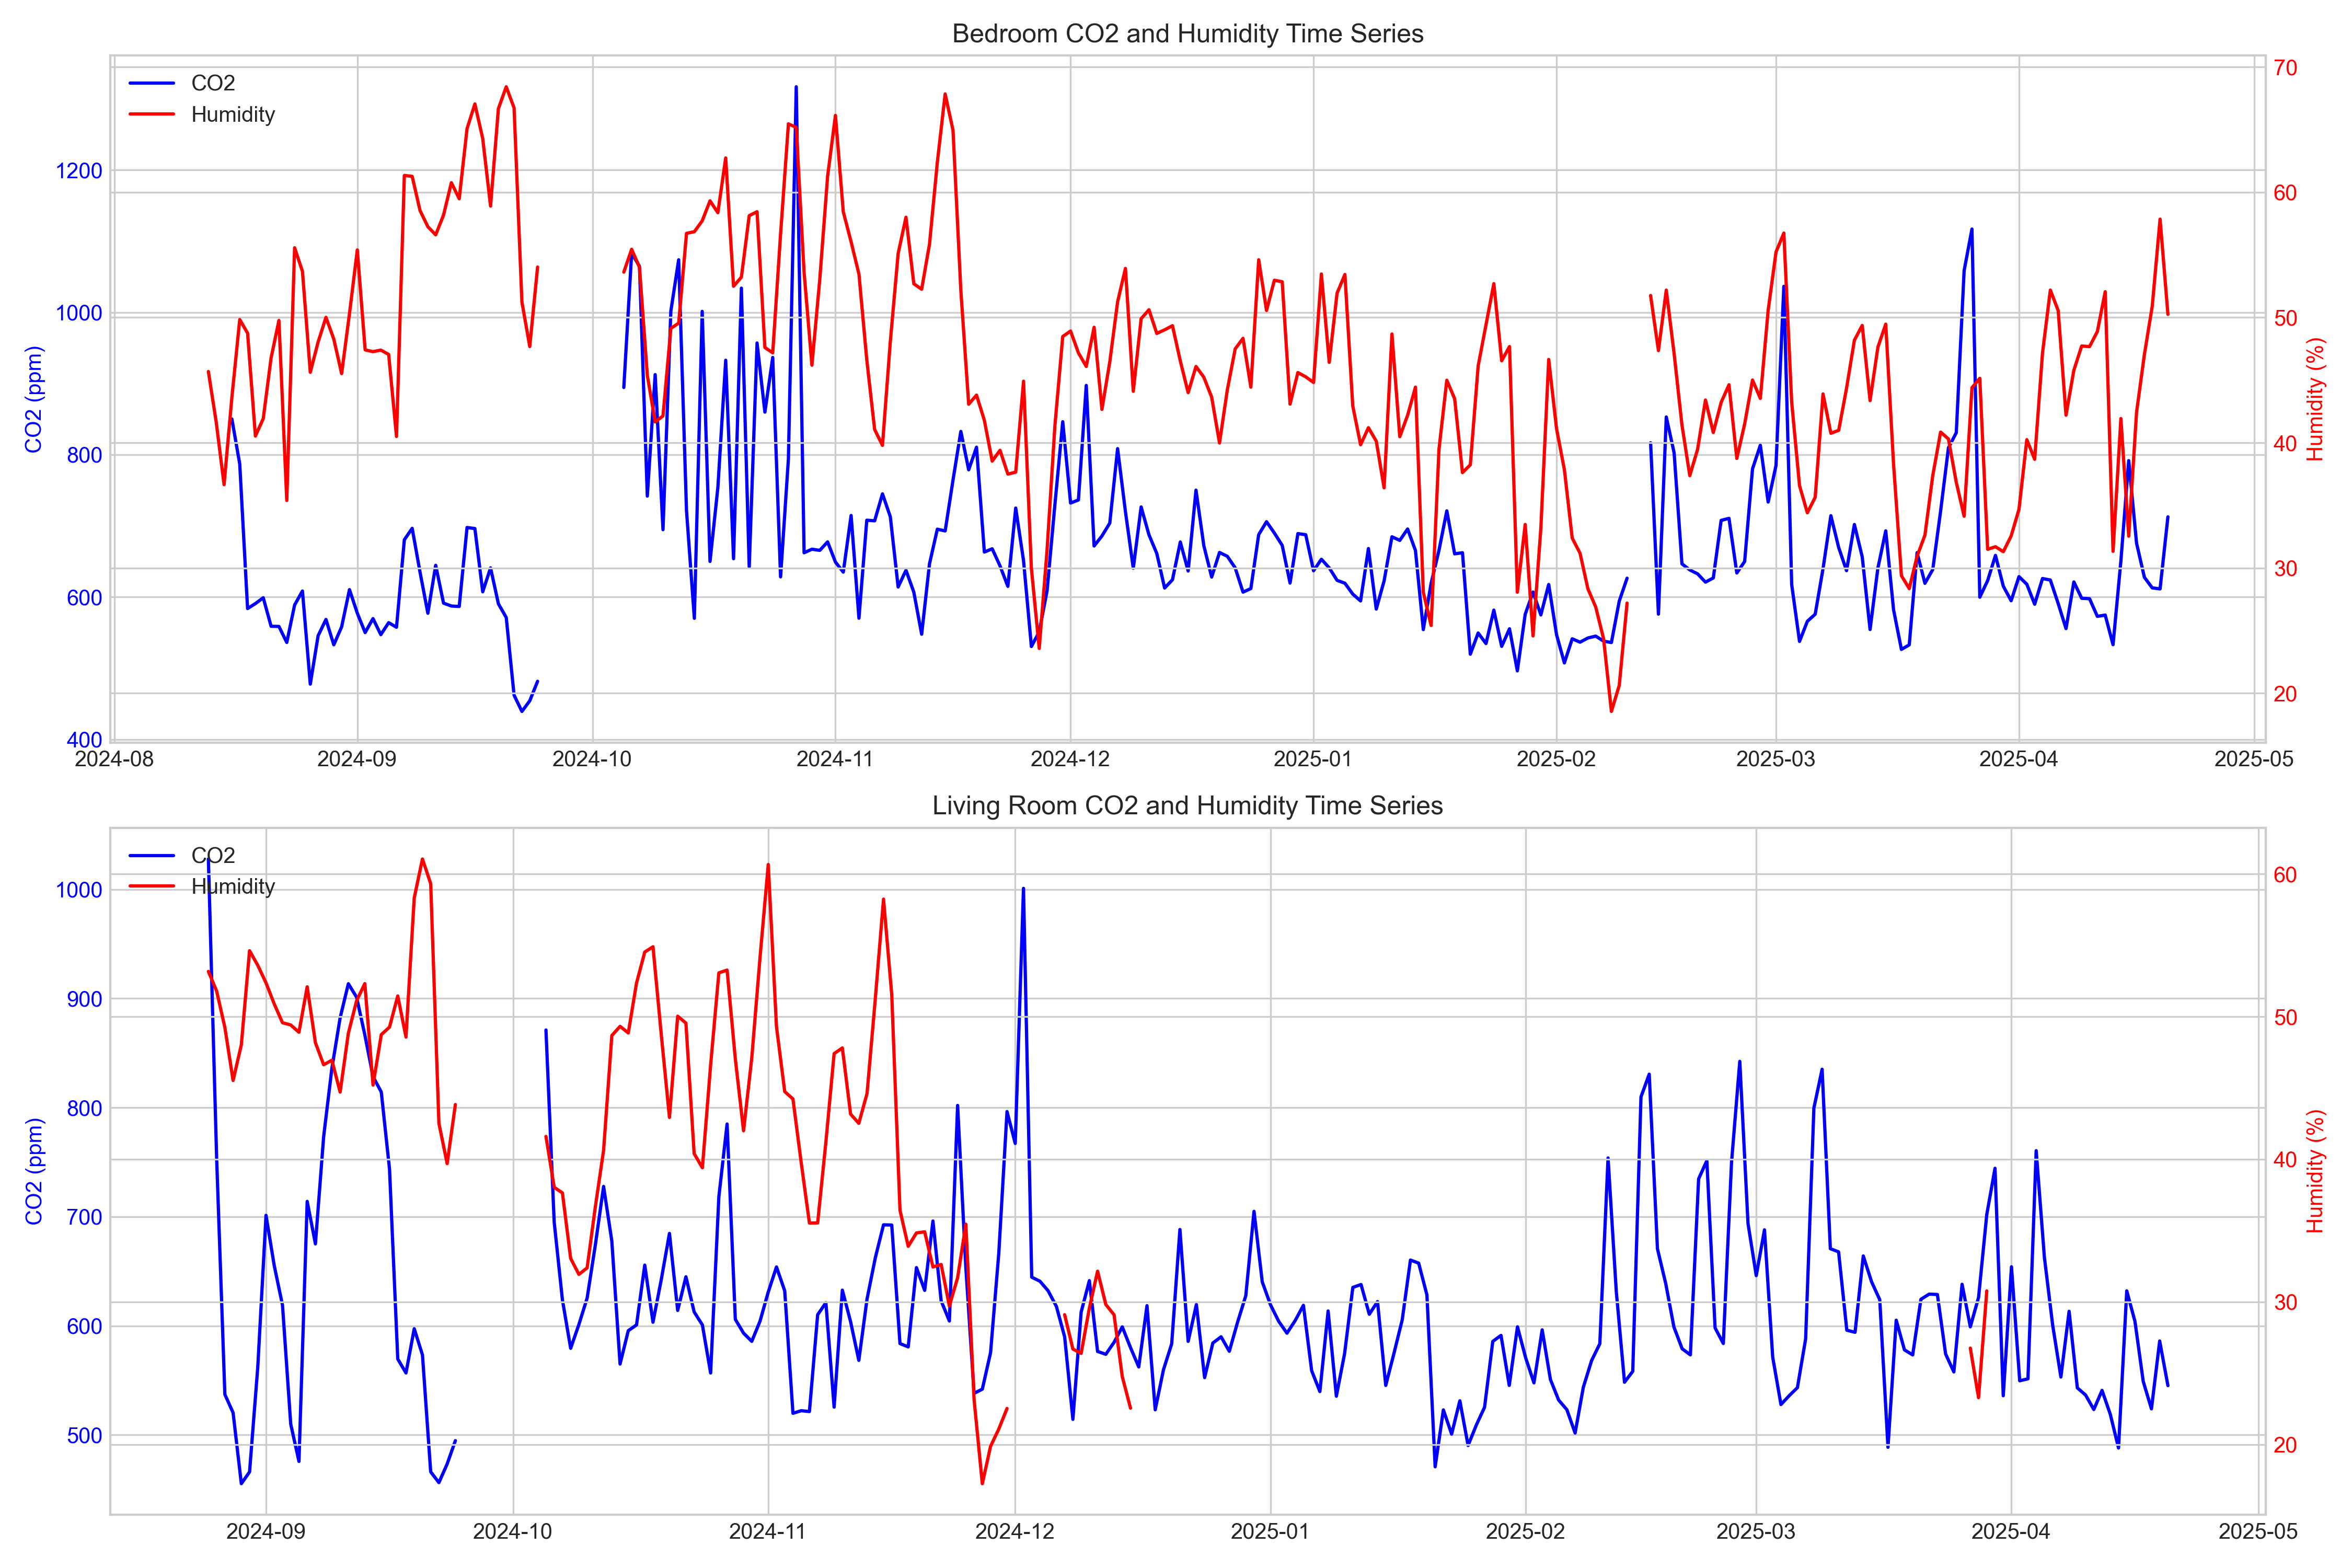 Bedroom CO2 and Humidity Time Series
CO2
Humidity
CO2 (ppm)
1200
1000
800
600
400
Humidity (%)
70
60
50
40
30
20
2024-08 2024-09 2024-10 2024-11 2024-12 2025-01 2025-02 2025-03 2025-04 2025-05
Living Room CO2 and Humidity Time Series
CO2
Humidity
CO2 (ppm)
1000
900
800
700
600
500
Humidity (%)
60
50
40
30
20
2024-09 2024-10 2024-11 2024-12 2025-01 2025-02 2025-03 2025-04 2025-05